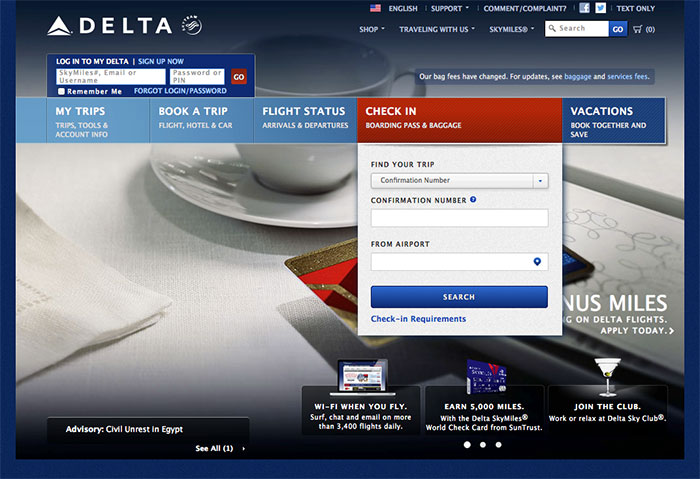 DELTA
SKYTEAM
ENGLISH | SUPPORT | COMMENT/COMPLAINT? | TEXT ONLY
SHOP TRAVELING WITH US SKYMILES® Search GO (0)
LOG IN TO MY DELTA | SIGN UP NOW
SkyMiles#, Email or Username
Password or PIN
GO
Remember Me FORGOT LOGIN/PASSWORD
Our bag fees have changed. For updates, see baggage and services fees.
MY TRIPS
TRIPS, TOOLS &
ACCOUNT INFO
BOOK A TRIP
FLIGHT, HOTEL & CAR
FLIGHT STATUS
ARRIVALS & DEPARTURES
CHECK IN
BOARDING PASS & BAGGAGE
VACATIONS
BOOK TOGETHER AND
SAVE
FIND YOUR TRIP
Confirmation Number
CONFIRMATION NUMBER ?
FROM AIRPORT
SEARCH
Check-in Requirements
NUS MILES
G ON DELTA FLIGHTS.
APPLY TODAY.
WI-FI WHEN YOU FLY.
Surf, chat and email on more
than 3,400 flights daily.
EARN 5,000 MILES.
With the Delta SkyMiles®
World Check Card from SunTrust.
JOIN THE CLUB.
Work or relax at Delta Sky Club®.
Advisory: Civil Unrest in Egypt
See All (1)